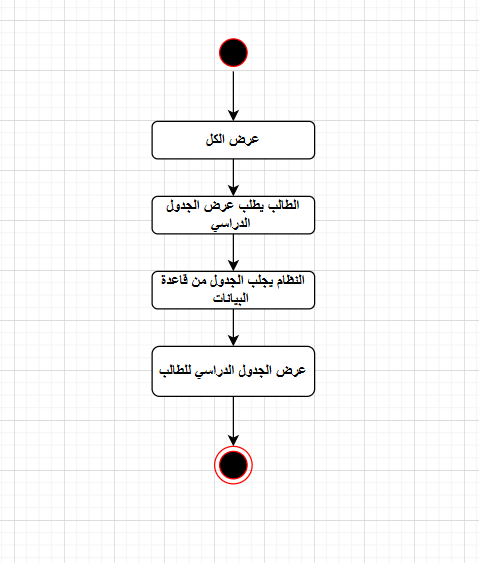 عرض الكل
الطالب يطلب عرض الجدول
الدراسي
النظام يجلب الجدول من قاعدة
البيانات
عرض الجدول الدراسي للطالب